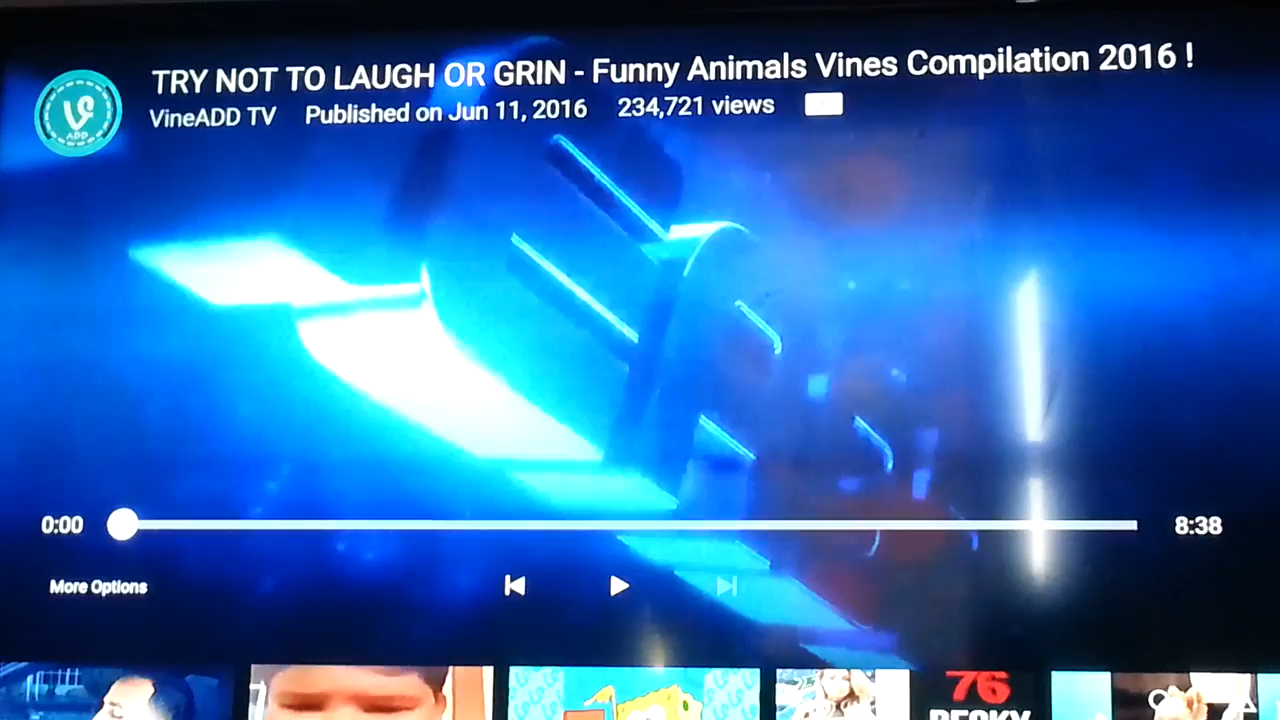 TRY NOT TO LAUGH OR GRIN - Funny Animals Vines Compilation 2016 !
VineADD TV Published on Jun 11, 2016 234,721 views
ADD
0:00 8:38
More Options
76